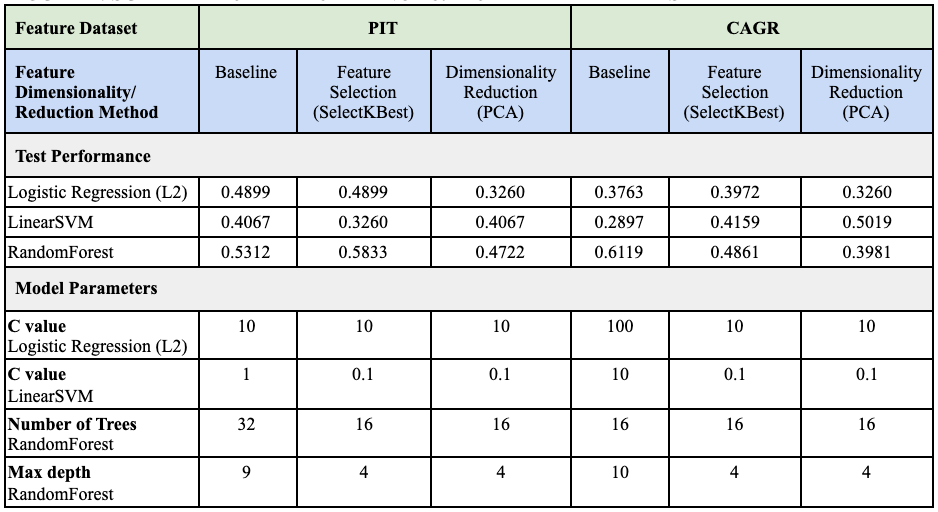 Feature Dataset PIT CAGR
Feature Dimensionality/ Reduction Method Baseline Feature Selection (SelectKBest) Dimensionality Reduction (PCA) Baseline Feature Selection (SelectKBest) Dimensionality Reduction (PCA)
Test Performance
Logistic Regression (L2) 0.4899 0.4899 0.3260 0.3763 0.3972 0.3260
LinearSVM 0.4067 0.3260 0.4067 0.2897 0.4159 0.5019
RandomForest 0.5312 0.5833 0.4722 0.6119 0.4861 0.3981
Model Parameters
C value 10 10 10 100 10 10
Logistic Regression (L2)
C value 1 0.1 0.1 10 0.1 0.1
LinearSVM
Number of Trees 32 16 16 16 16 16
RandomForest
Max depth 9 4 4 10 4 4
RandomForest